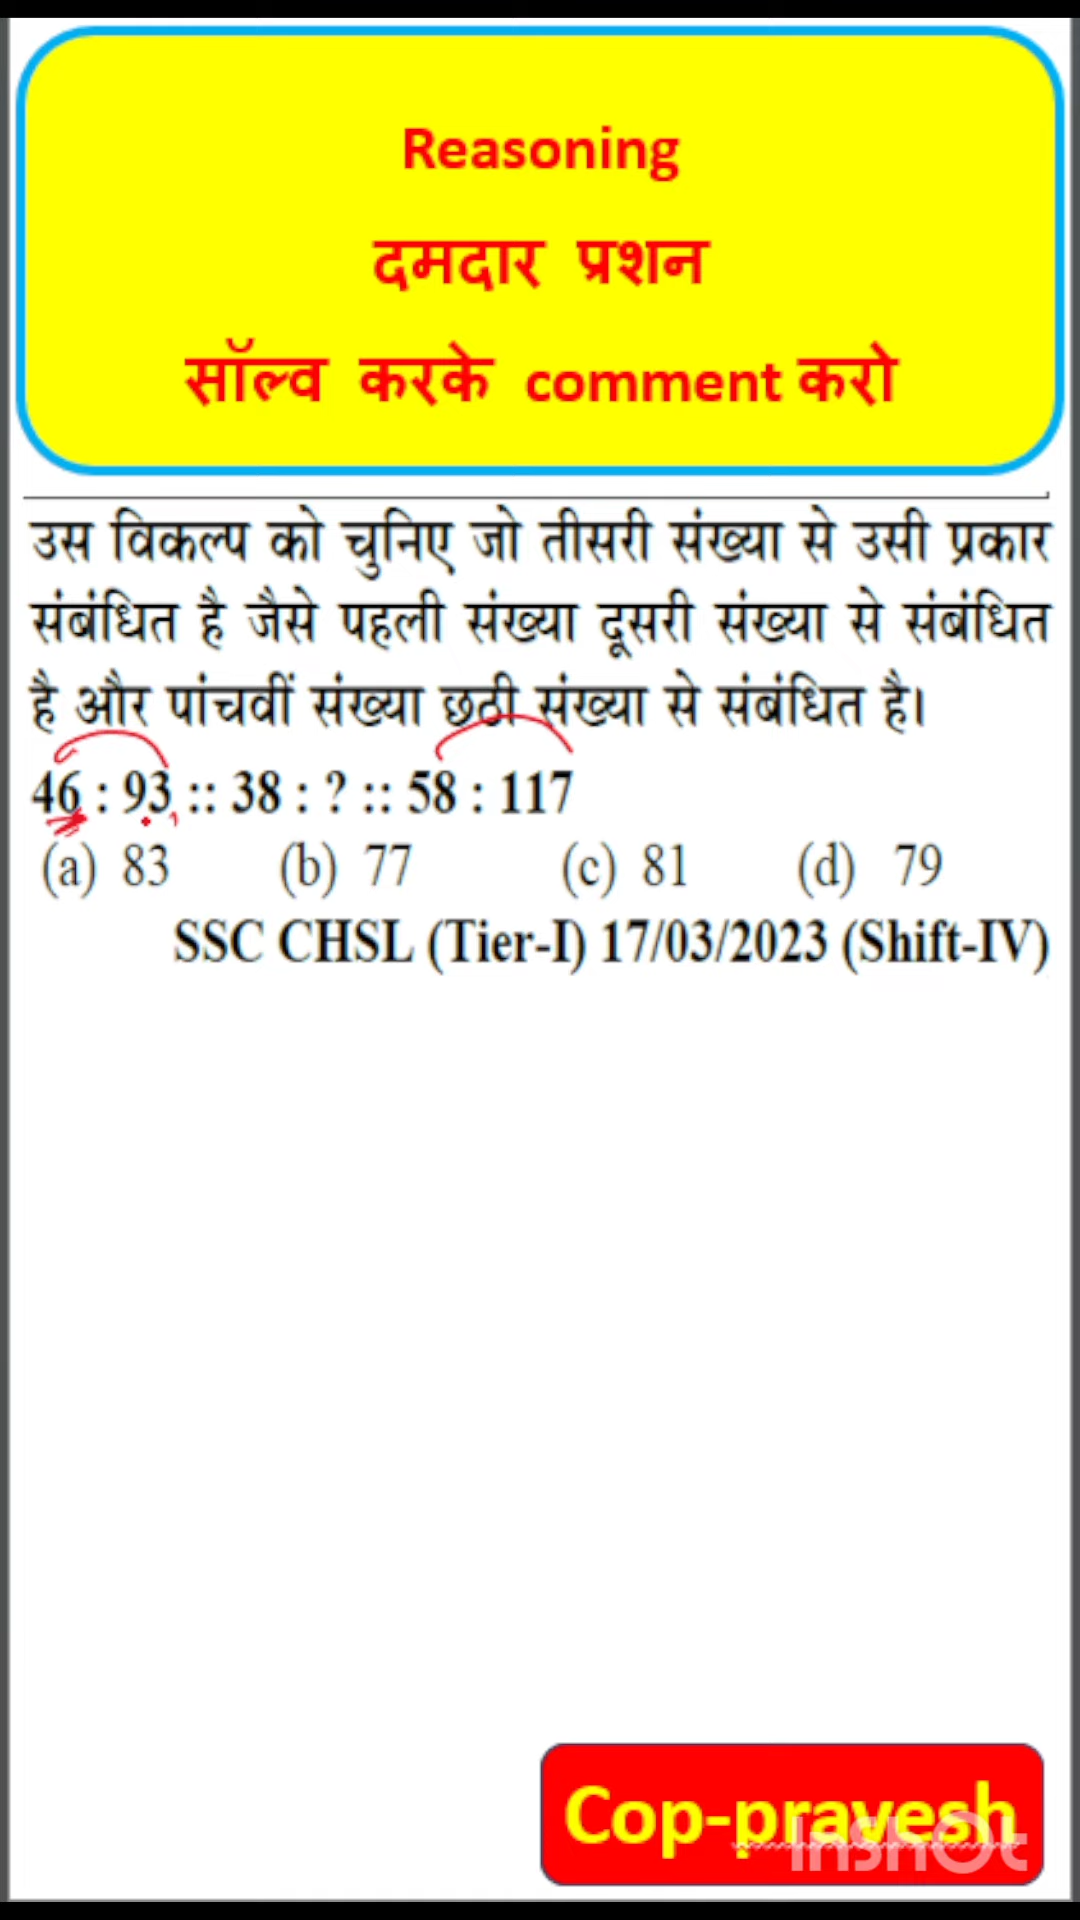 Reasoning
दमदार प्रशन
सॉल्व करके comment करो
उस विकल्प को चुनिए जो तीसरी संख्या से उसी प्रकार
संबंधित है जैसे पहली संख्या दूसरी संख्या से संबंधित
है और पांचवीं संख्या छठी संख्या से संबंधित है।
46 : 93 :: 38 : ? :: 58 : 117
(a) 83 (b) 77 (c) 81 (d) 79
SSC CHSL (Tier-I) 17/03/2023 (Shift-IV)
Cop-pravesh
InShOt